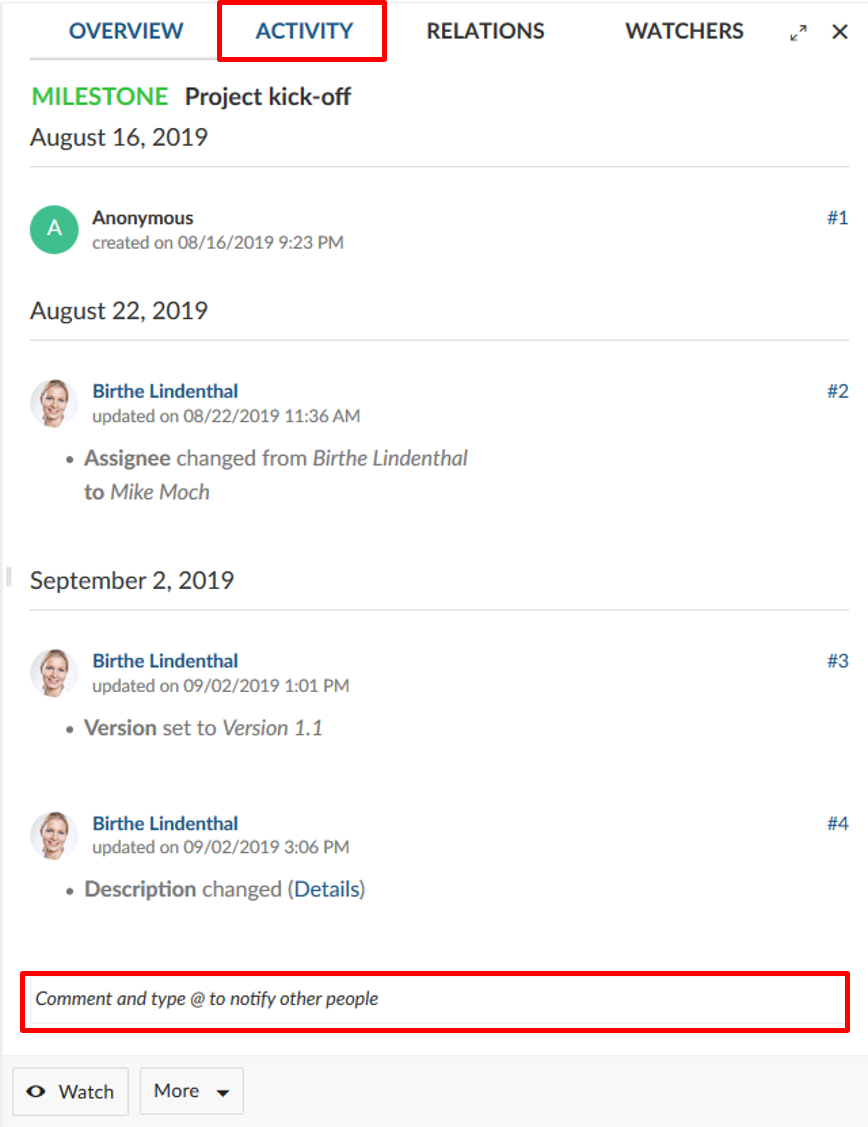 OVERVIEW ACTIVITY RELATIONS WATCHERS
MILESTONE Project kick-off
August 16, 2019
A
Anonymous #1
created on 08/16/2019 9:23 PM
August 22, 2019
Birthe Lindenthal #2
updated on 08/22/2019 11:36 AM
• Assignee changed from Birthe Lindenthal
to Mike Moch
September 2, 2019
Birthe Lindenthal #3
updated on 09/02/2019 1:01 PM
• Version set to Version 1.1
Birthe Lindenthal #4
updated on 09/02/2019 3:06 PM
• Description changed (Details)
Comment and type @ to notify other people
Watch More